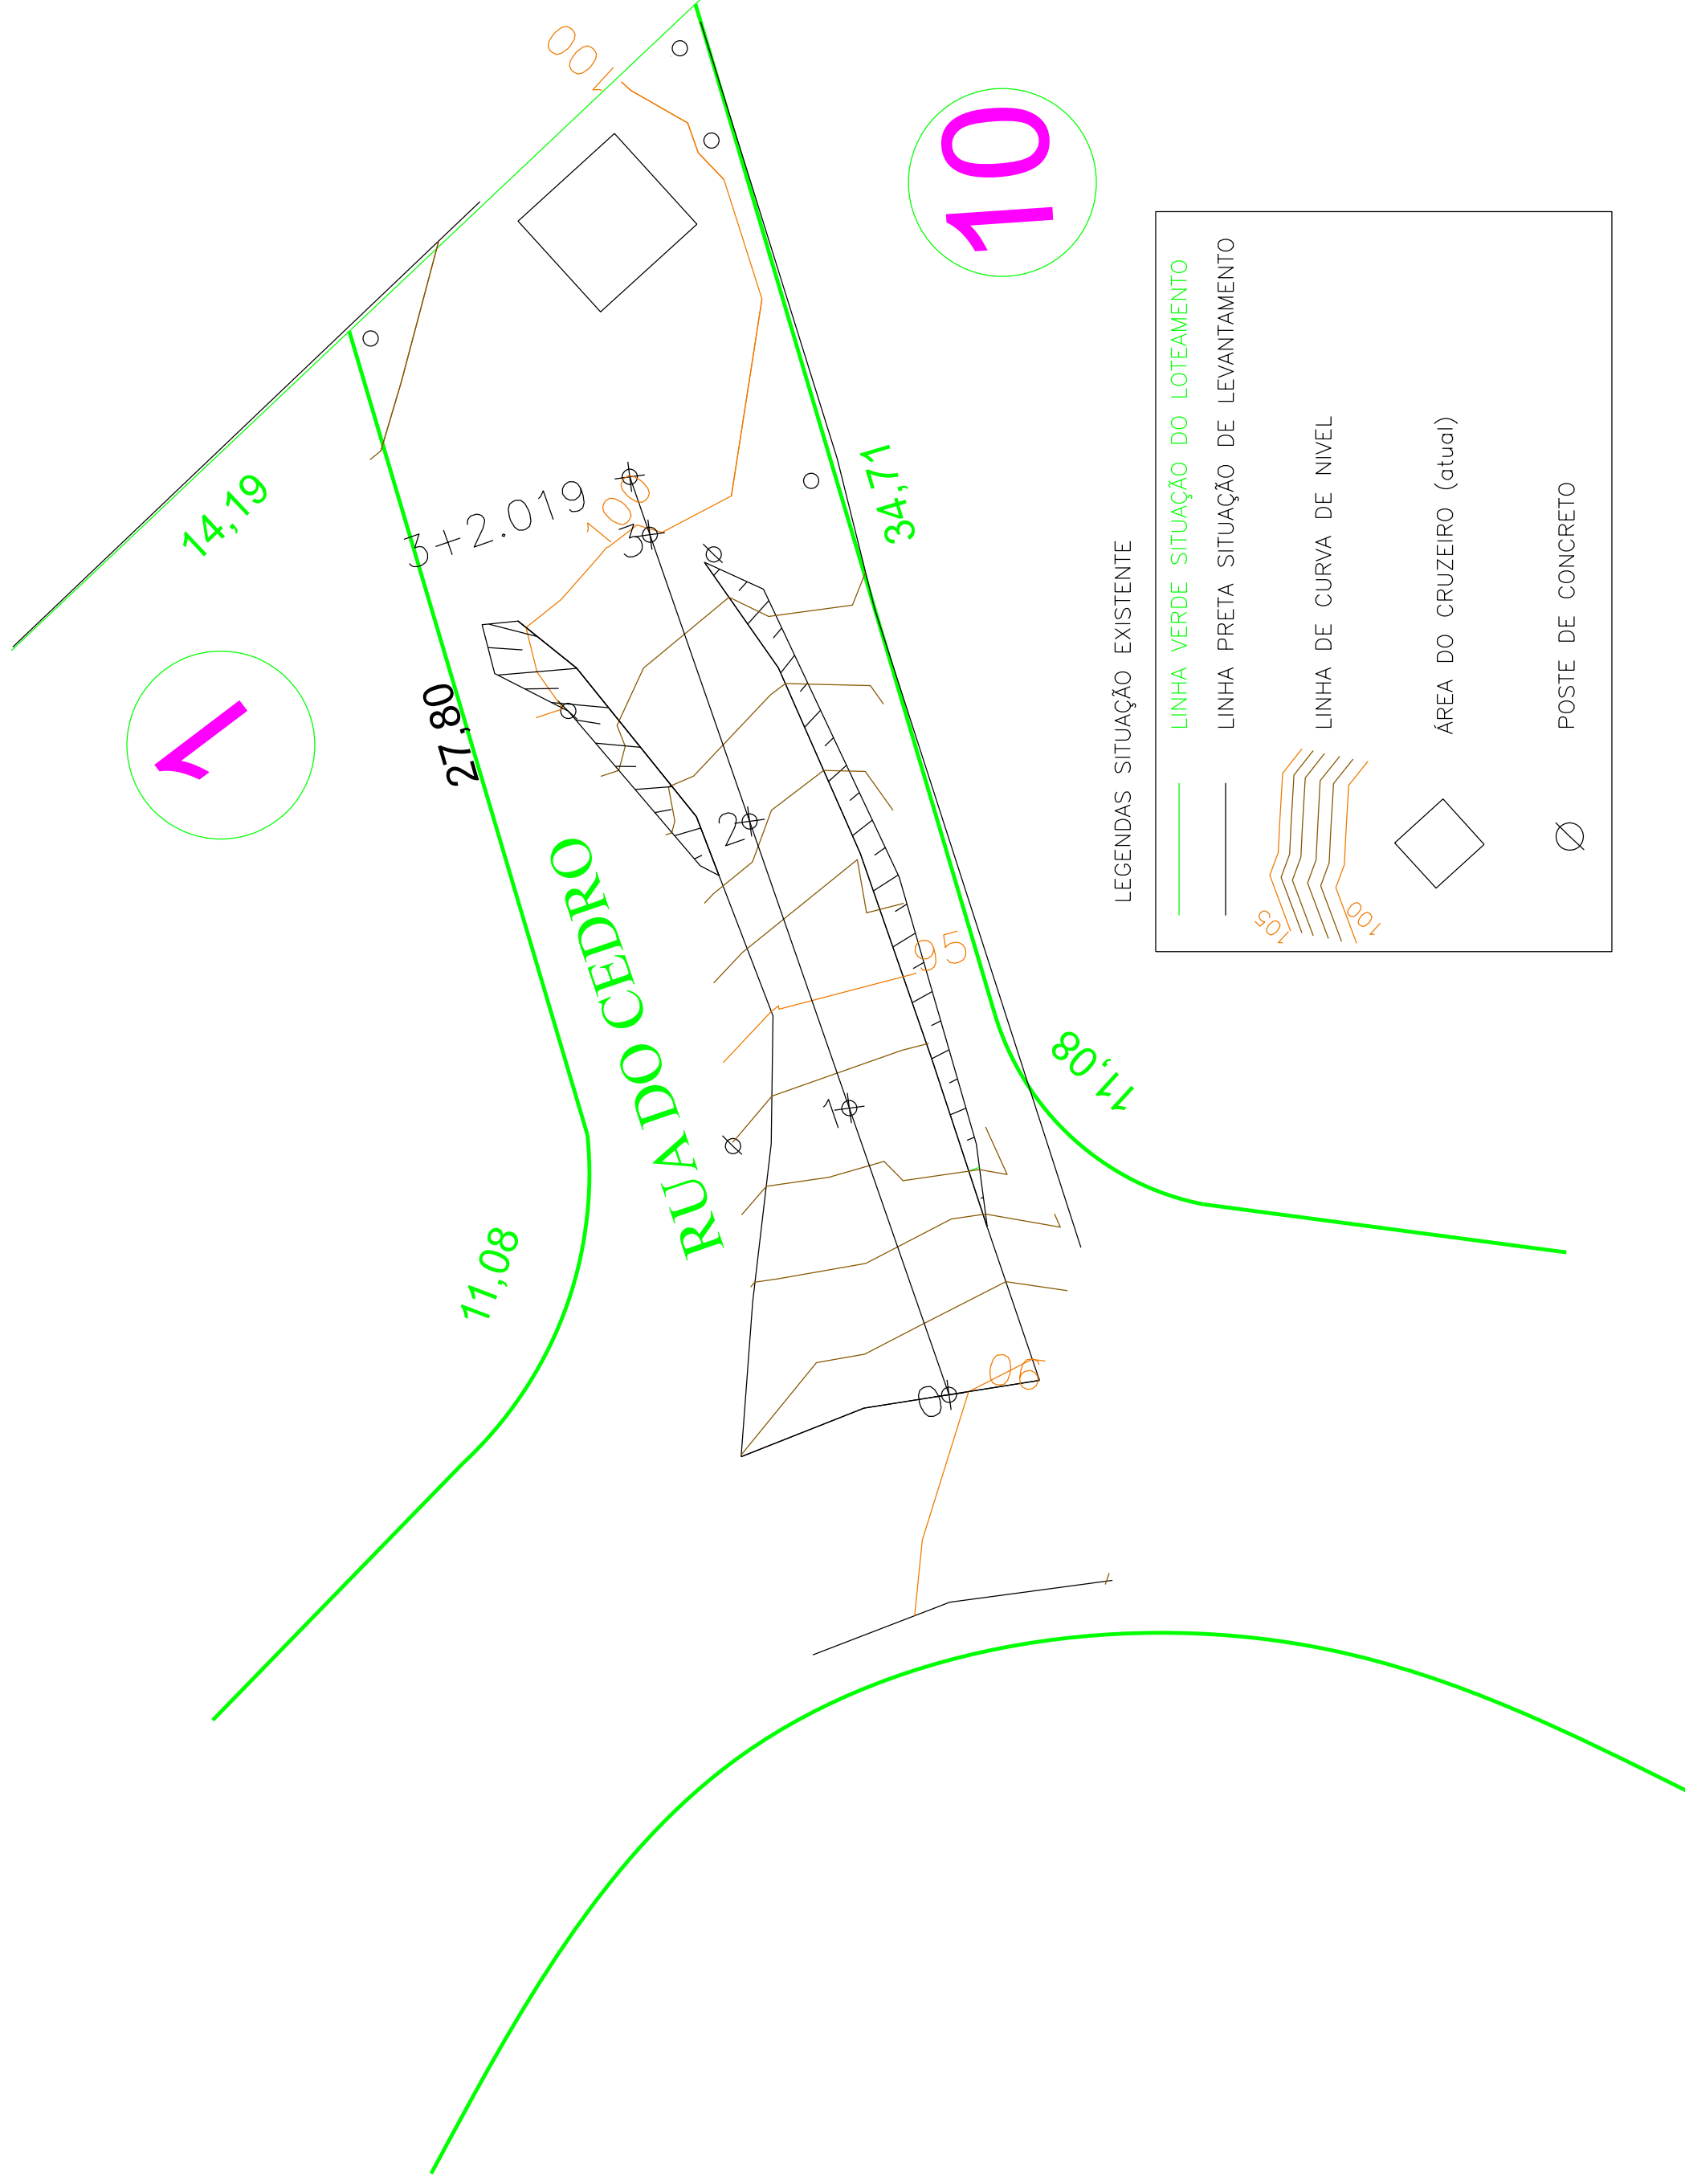 100
10
14,19
3+2.019
100
3
34,71
1
27,80
2
RUA DO CEDRO
95
11,08
1
11,08
90
0
LEGENDAS SITUAÇÃO EXISTENTE
LINHA VERDE SITUAÇÃO DO LOTEAMENTO
LINHA PRETA SITUAÇÃO DE LEVANTAMENTO
LINHA DE CURVA DE NIVEL
105
100
ÁREA DO CRUZEIRO (atual)
POSTE DE CONCRETO